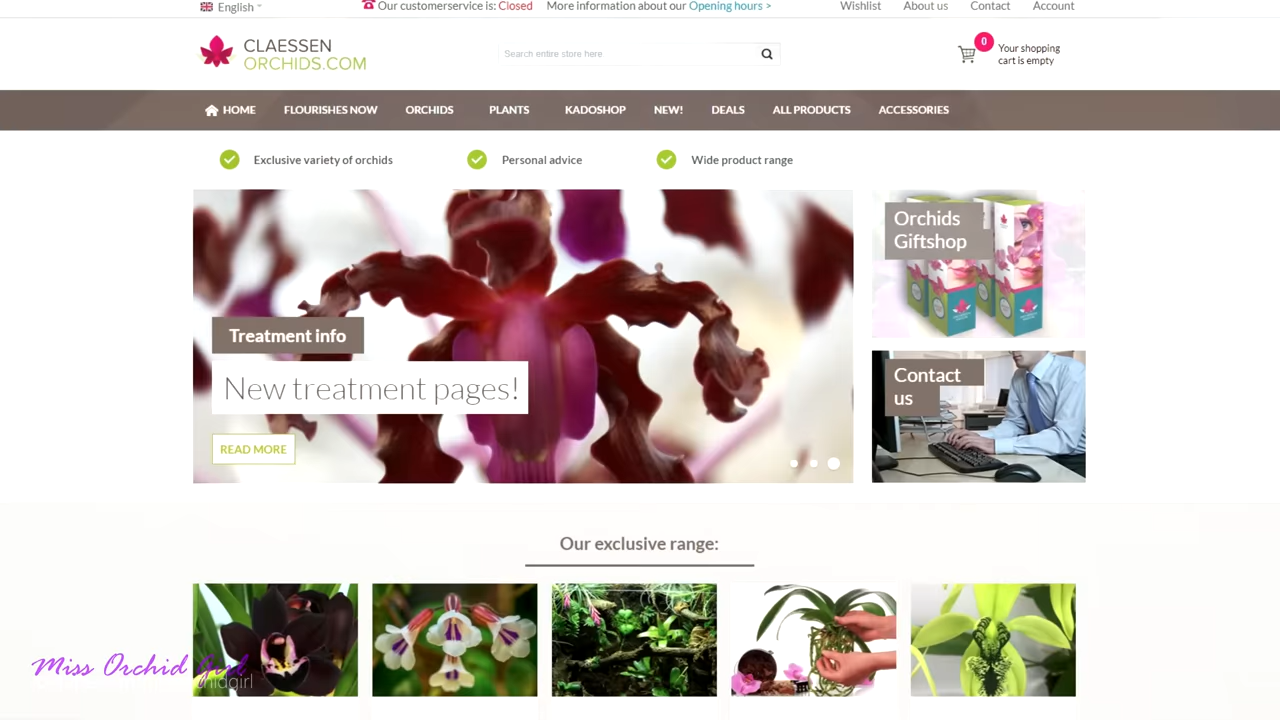 English
Our customerservice is: Closed
More information about our Opening hours >
Wishlist
About us
Contact
Account
CLAESSEN
ORCHIDS.COM
Search entire store here
0
Your shopping
cart is empty
HOME
FLOURISHES NOW
ORCHIDS
PLANTS
KADOSHOP
NEW!
DEALS
ALL PRODUCTS
ACCESSORIES
Exclusive variety of orchids
Personal advice
Wide product range
Treatment info
New treatment pages!
READ MORE
Orchids
Giftshop
Contact
us
Our exclusive range:
Miss Orchid Girl